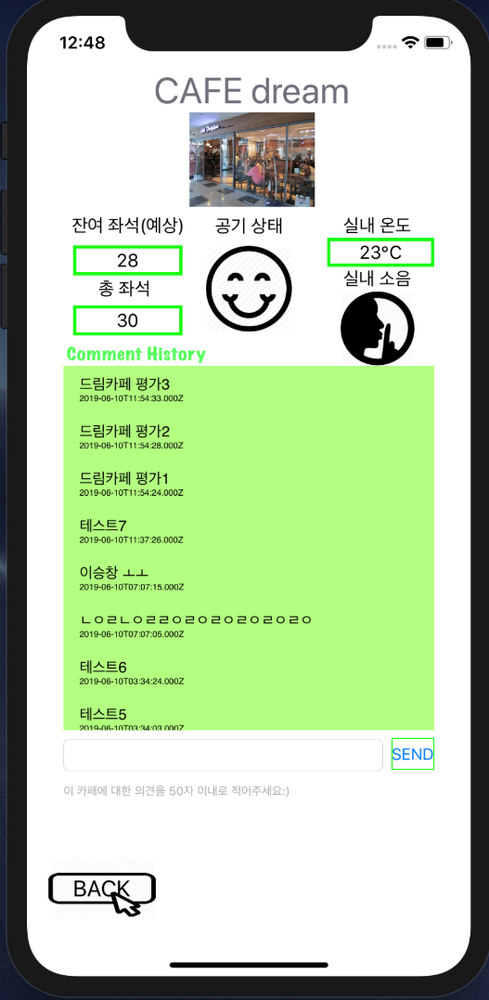 12:48
CAFE dream
잔여 좌석(예상)
공기 상태
실내 온도
28
23°C
총 좌석
실내 소음
30
Comment History
드림카페 평가3
2019-06-10T11:54:33.000Z
드림카페 평가2
2019-06-10T11:54:28.000Z
드림카페 평가1
2019-06-10T11:54:24.000Z
테스트7
2019-06-10T11:37:26.000Z
이승창 ㅗㅗ
2019-06-10T07:07:15.000Z
ㄴㅇㄹㄴㅇㄹㄹㅇㄹㅇㄹㅇㄹㅇㄹㅇㄹㅇ
2019-06-10T07:07:05.000Z
테스트6
2019-06-10T03:34:24.000Z
테스트5
2019-06-10T03:34:03.000Z
SEND
이 카페에 대한 의견을 50자 이내로 적어주세요:)
BACK